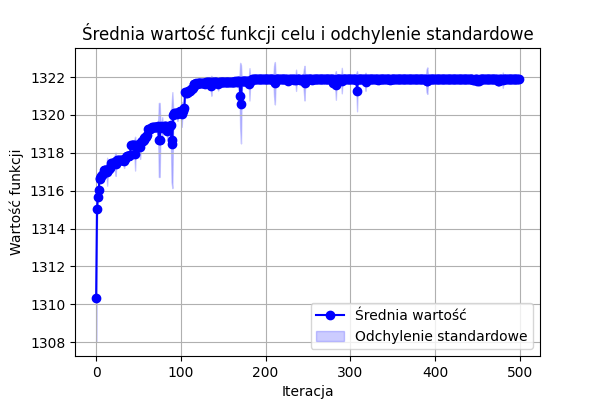 Średnia wartość funkcji celu i odchylenie standardowe
Wartość funkcji
1322
1320
1318
1316
1314
1312
1310
1308
Średnia wartość
Odchylenie standardowe
0
100
200
300
400
500
Iteracja